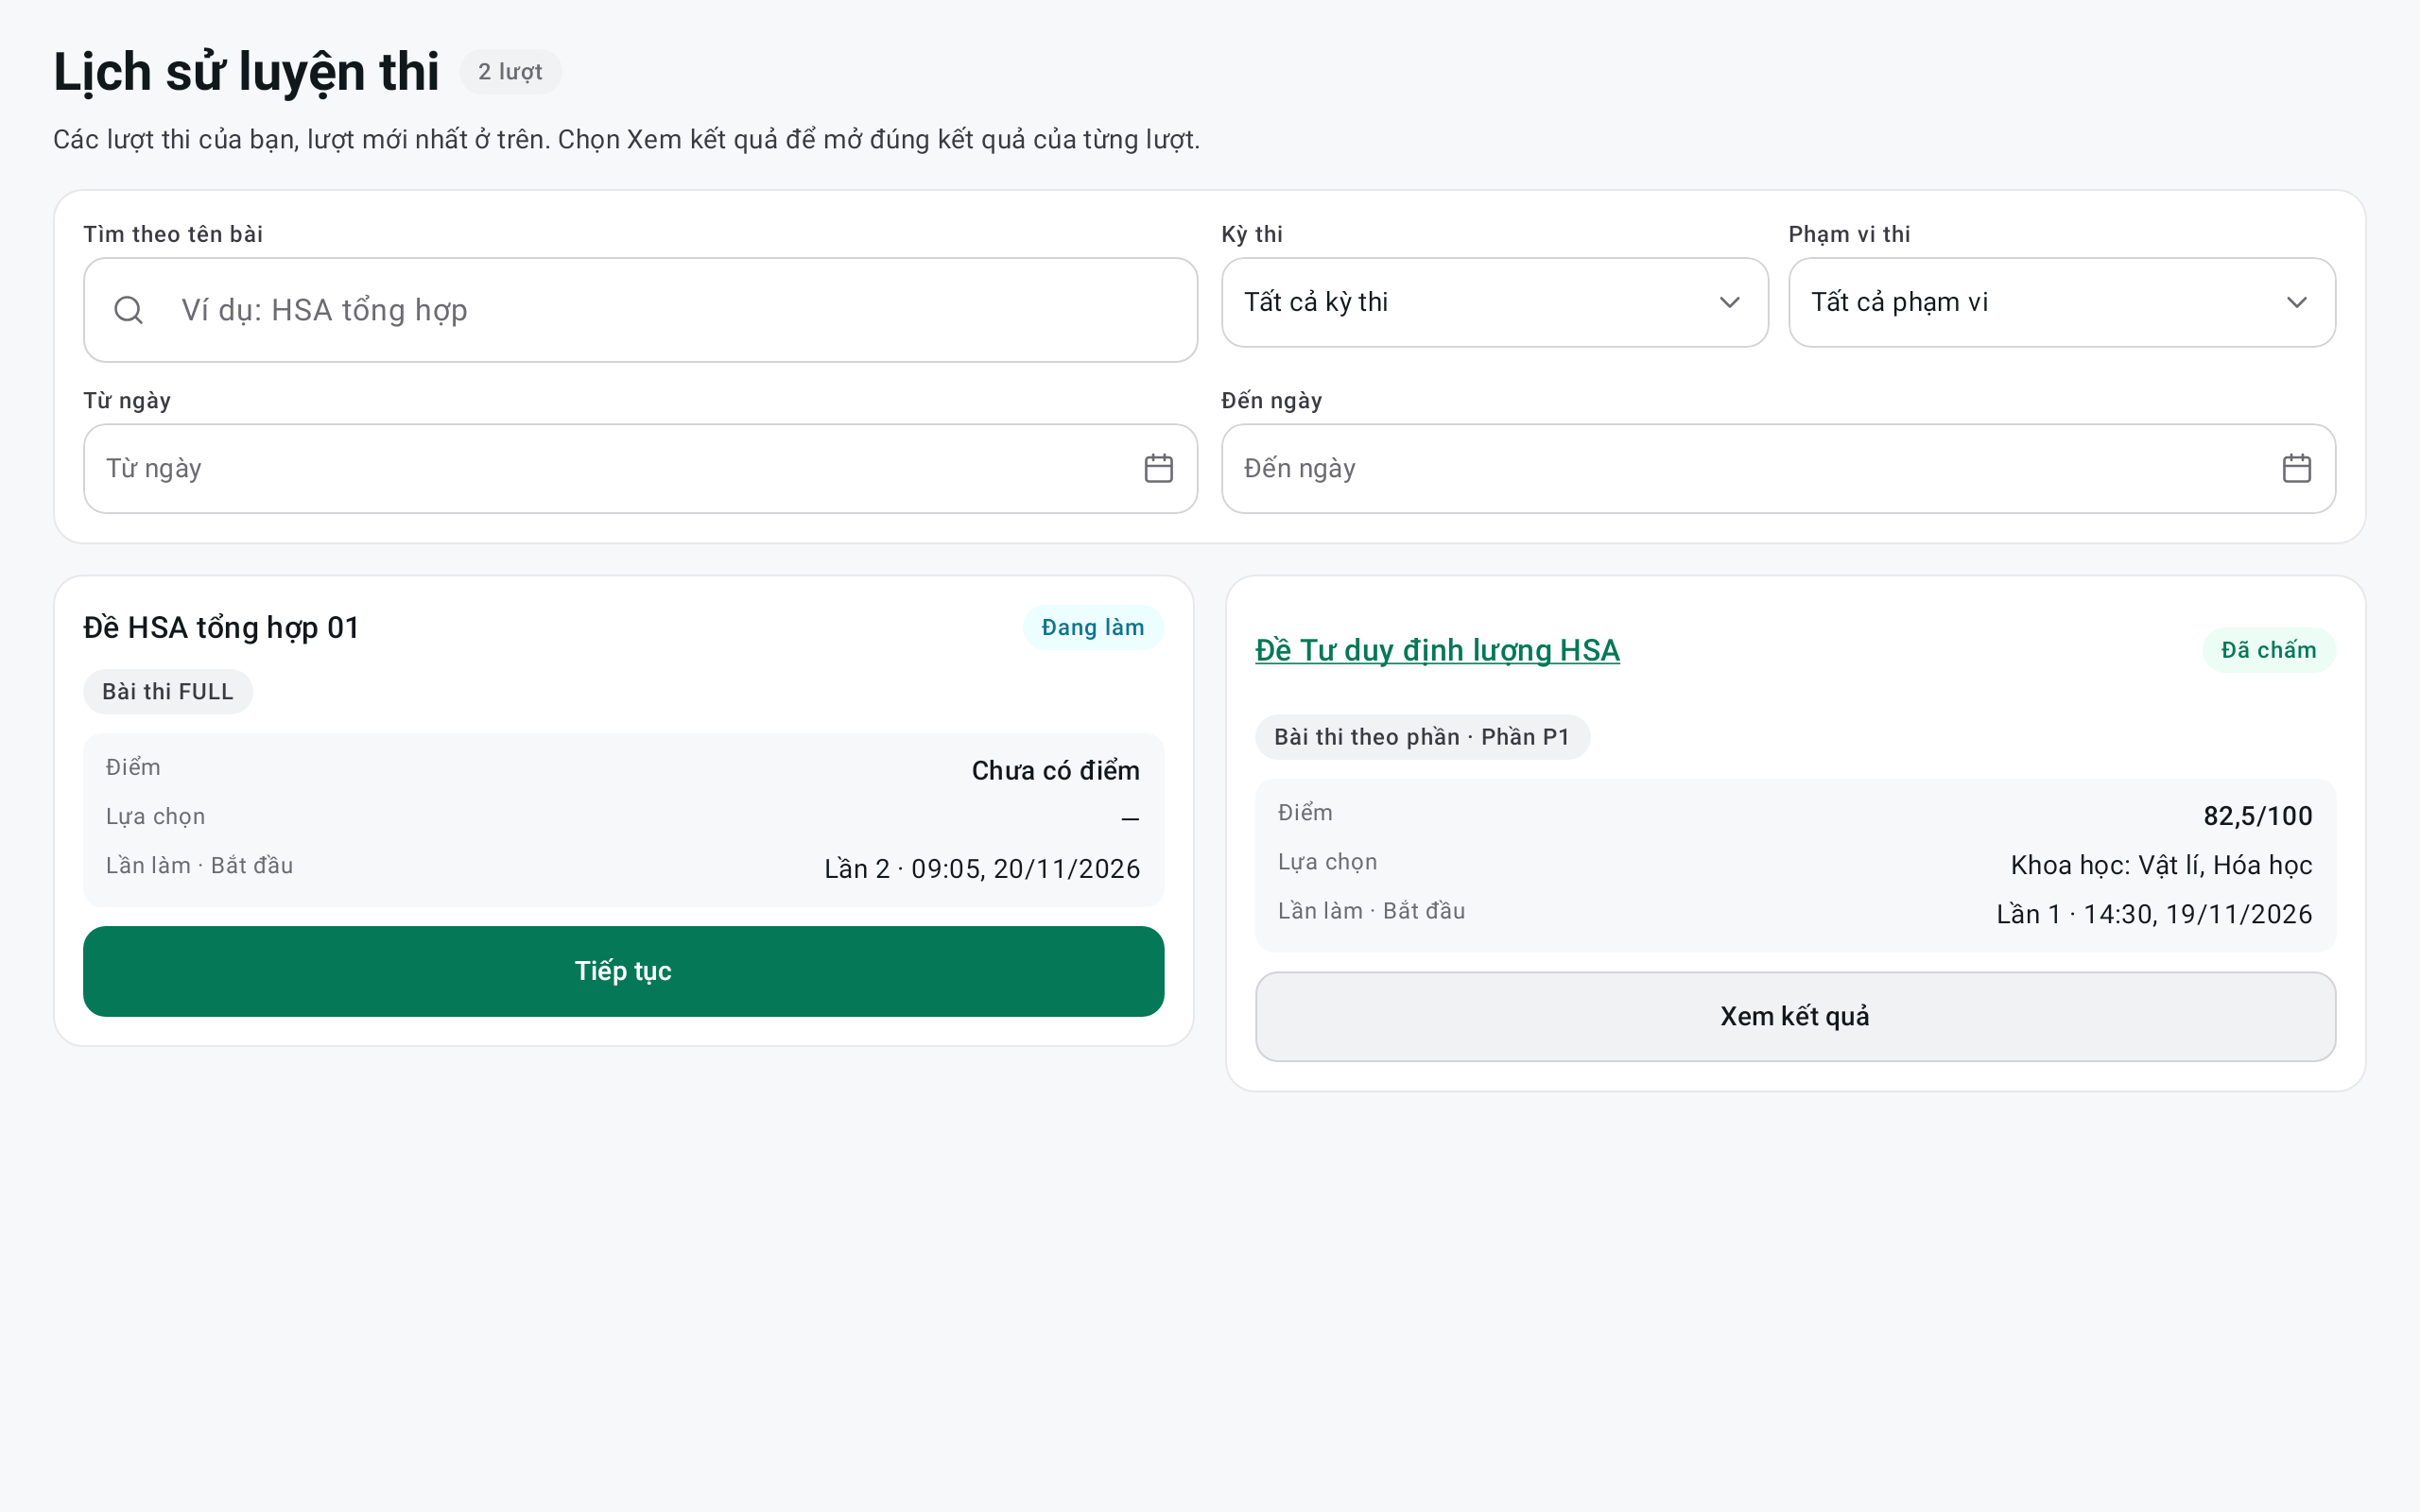 Lịch sử luyện thi 2 lượt
Các lượt thi của bạn, lượt mới nhất ở trên. Chọn Xem kết quả để mở đúng kết quả của từng lượt.
Tìm theo tên bài
Ví dụ: HSA tổng hợp
Kỳ thi
Tất cả kỳ thi
Phạm vi thi
Tất cả phạm vi
Từ ngày
Từ ngày
Đến ngày
Đến ngày
Đề HSA tổng hợp 01 Đang làm
Bài thi FULL
Điểm Chưa có điểm
Lựa chọn —
Lần làm · Bắt đầu Lần 2 · 09:05, 20/11/2026
Tiếp tục
Đề Tư duy định lượng HSA Đã chấm
Bài thi theo phần · Phần P1
Điểm 82,5/100
Lựa chọn Khoa học: Vật lí, Hóa học
Lần làm · Bắt đầu Lần 1 · 14:30, 19/11/2026
Xem kết quả